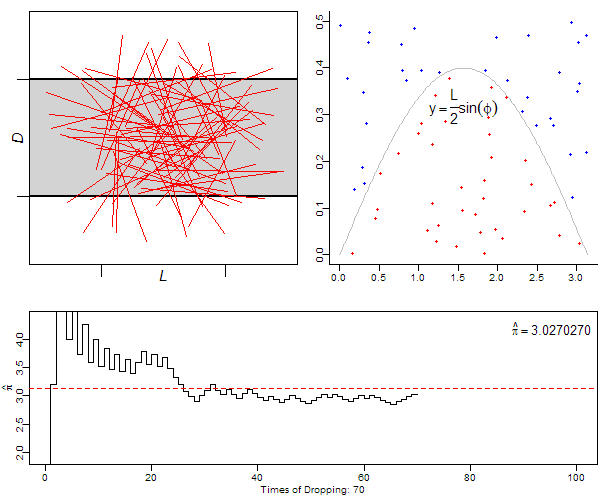 D
L
0.0 0.1 0.2 0.3 0.4 0.5
y = L/2 sin(ϕ)
0.0 0.5 1.0 1.5 2.0 2.5 3.0
π̂
2.0 2.5 3.0 3.5 4.0
π̂ = 3.0270270
0 20 40 60 80 100
Times of Dropping: 70